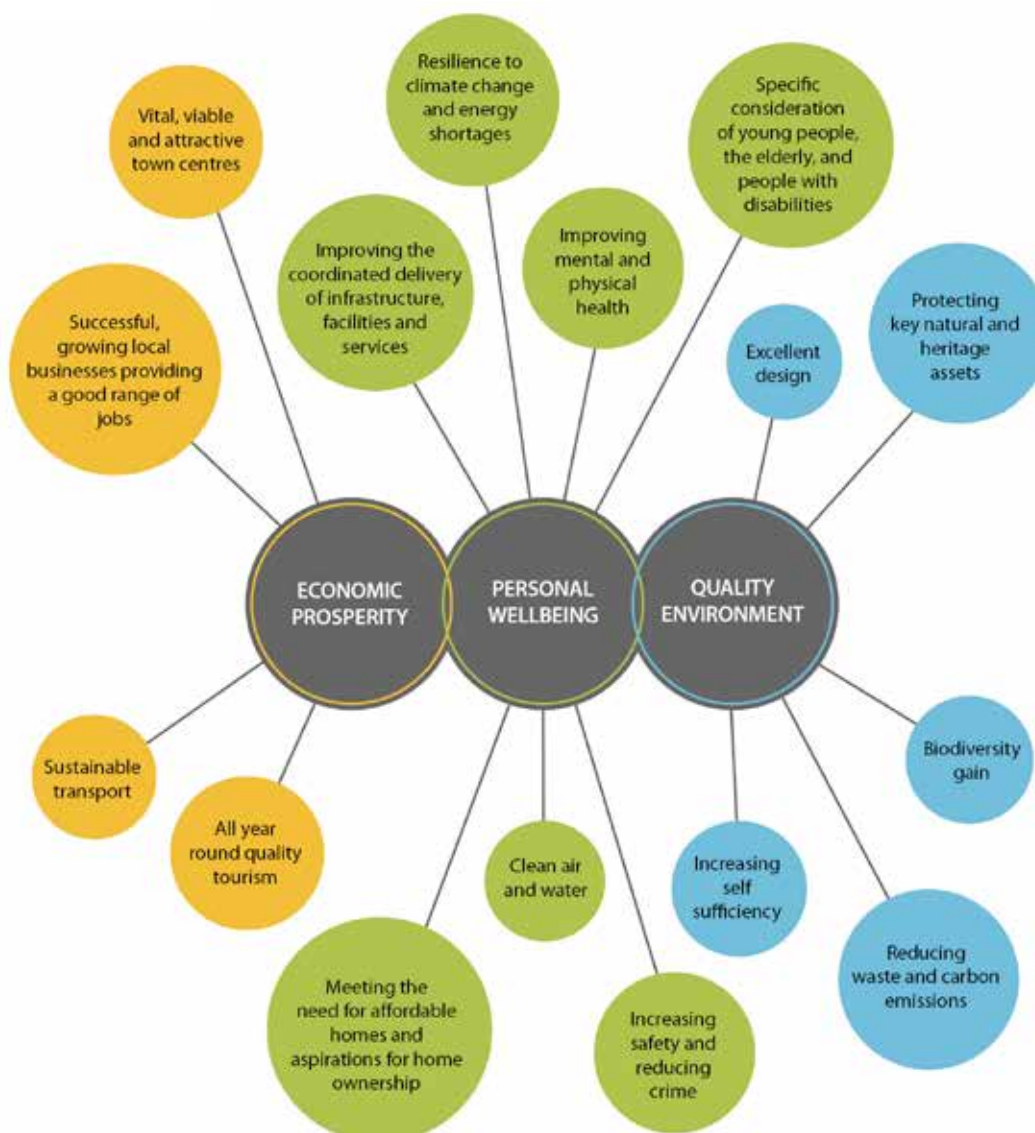 Vital, viable
and attractive
town centres
Resilience to
climate change
and energy
shortages
Specific
consideration
of young people,
the elderly, and
people with
disabilities
Improving the
coordinated delivery
of infrastructure,
facilities and
services
Improving
mental and
physical
health
Successful,
growing local
businesses providing
a good range of
jobs
Excellent
design
Protecting
key natural and
heritage
assets
ECONOMIC
PROSPERITY
PERSONAL
WELLBEING
QUALITY
ENVIRONMENT
Sustainable
transport
All year
round quality
tourism
Clean air
and water
Increasing
self
sufficiency
Biodiversity
gain
Meeting the
need for affordable
homes and
aspirations for home
ownership
Increasing
safety and
reducing
crime
Reducing
waste and carbon
emissions